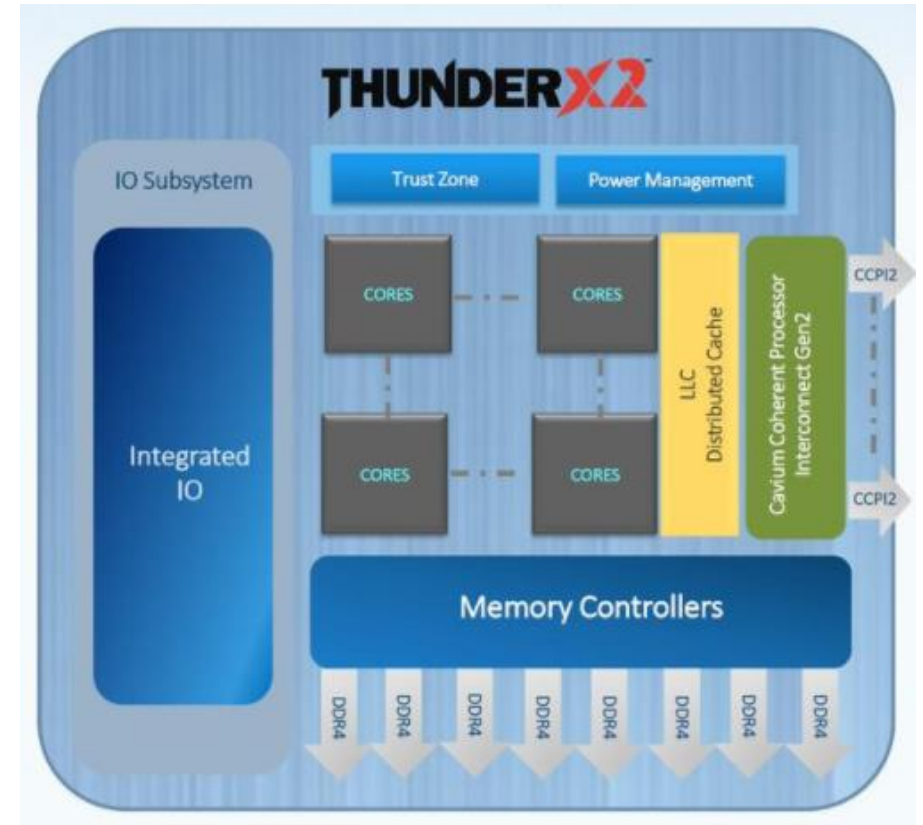 THUNDERX2™
IO Subsystem
Trust Zone
Power Management
Integrated
IO
CORES
CORES
CORES
CORES
LLC
Distributed Cache
Cavium Coherent Processor
Interconnect Gen2
CCPI2
CCPI2
Memory Controllers
DDR4
DDR4
DDR4
DDR4
DDR4
DDR4
DDR4
DDR4